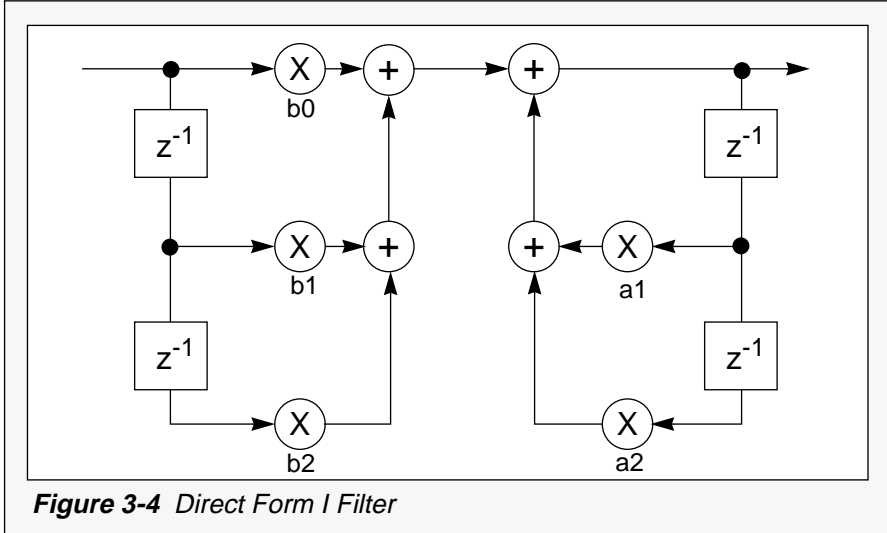 X + +
b0
z-1 z-1
X + + X
b1 a1
z-1 z-1
X X
b2 a2
Figure 3-4 Direct Form I Filter